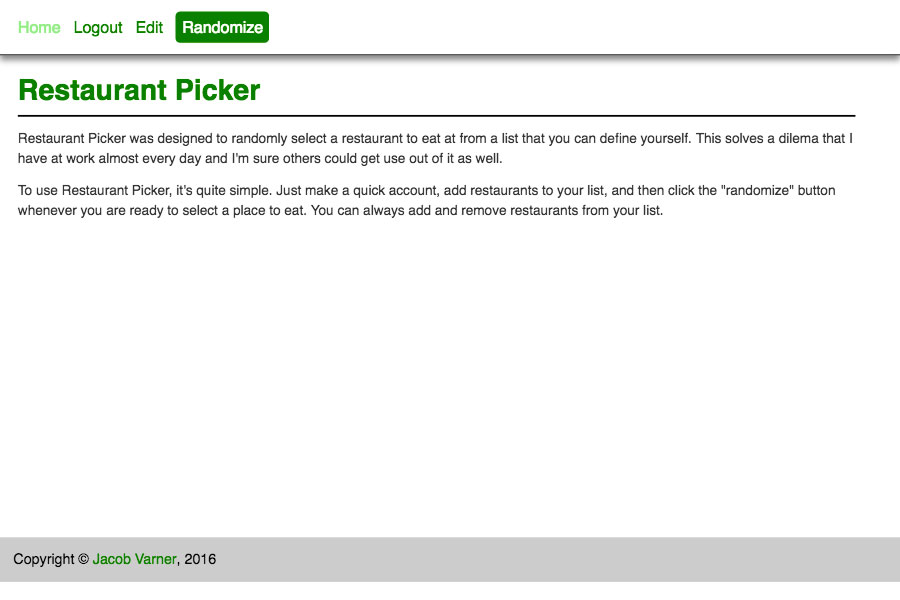 Home Logout Edit Randomize
Restaurant Picker
Restaurant Picker was designed to randomly select a restaurant to eat at from a list that you can define yourself. This solves a dilema that I
have at work almost every day and I'm sure others could get use out of it as well.
To use Restaurant Picker, it's quite simple. Just make a quick account, add restaurants to your list, and then click the "randomize" button
whenever you are ready to select a place to eat. You can always add and remove restaurants from your list.
Copyright © Jacob Varner, 2016